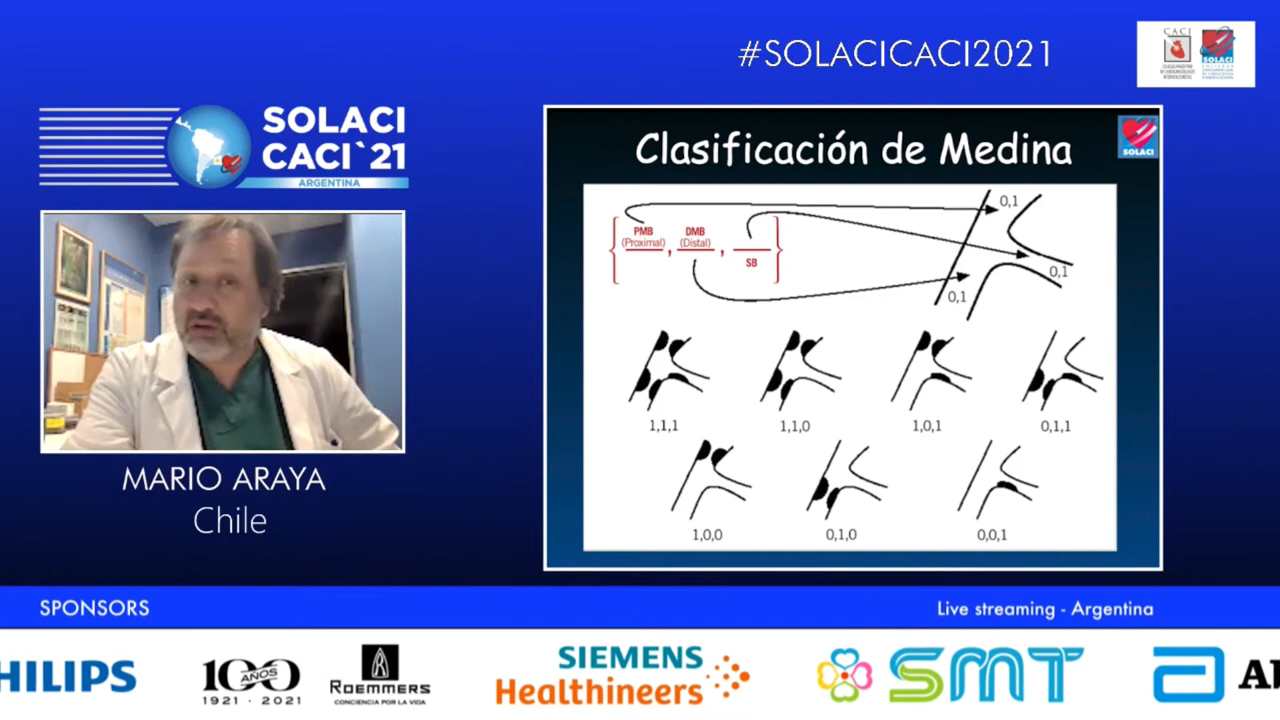 #SOLACICACI2021
CACI
SOLACI
SOLACI
CACI`21
ARGENTINA
Clasificación de Medina
SOLACI
PMB
(Proximal)
,
DMB
(Distal)
,
SB
0,1
0,1
0,1
1,1,1
1,1,0
1,0,1
0,1,1
1,0,0
0,1,0
0,0,1
MARIO ARAYA
Chile
SPONSORS
Live streaming - Argentina
HILIPS
100
AÑOS
1921 · 2021
ROEMMERS
CONCIENCIA POR LA VIDA
SIEMENS
Healthineers
SMT